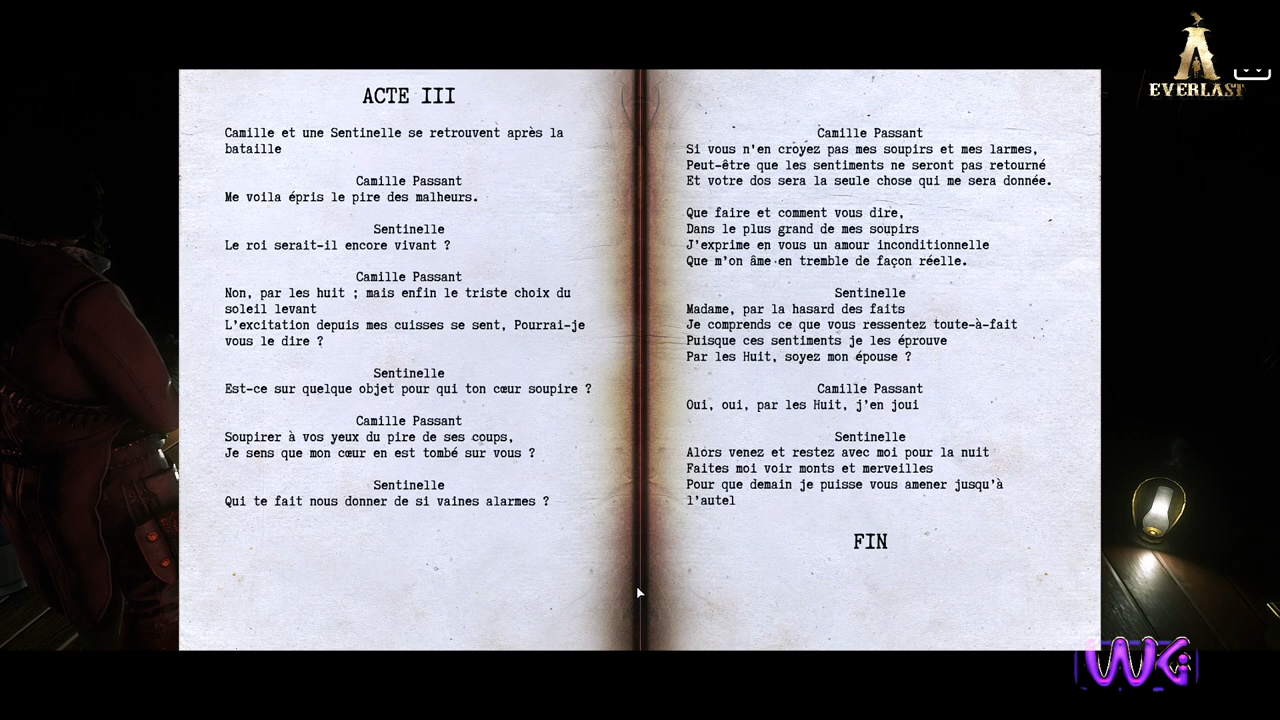 ACTE III
Camille et une Sentinelle se retrouvent après la
bataille
Camille Passant
Me voila épris le pire des malheurs.
Sentinelle
Le roi serait-il encore vivant ?
Camille Passant
Non, par les huit ; mais enfin le triste choix du
soleil levant
L'excitation depuis mes cuisses se sent, Pourrai-je
vous le dire ?
Sentinelle
Est-ce sur quelque objet pour qui ton cœur soupire ?
Camille Passant
Soupirer à vos yeux du pire de ses coups,
Je sens que mon cœur en est tombé sur vous ?
Sentinelle
Qui te fait nous donner de si vaines alarmes ?
Camille Passant
Si vous n'en croyez pas mes soupirs et mes larmes,
Peut-être que les sentiments ne seront pas retourné
Et votre dos sera la seule chose qui me sera donnée.
Que faire et comment vous dire,
Dans le plus grand de mes soupirs
J'exprime en vous un amour inconditionnelle
Que m'on âme en tremble de façon réelle.
Sentinelle
Madame, par la hasard des faits
Je comprends ce que vous ressentez toute-à-fait
Puisque ces sentiments je les éprouve
Par les Huit, soyez mon épouse ?
Camille Passant
Oui, oui, par les Huit, j'en joui
Sentinelle
Alors venez et restez avec moi pour la nuit
Faites moi voir monts et merveilles
Pour que demain je puisse vous amener jusqu'à
l'autel
FIN
A
EVERLAST